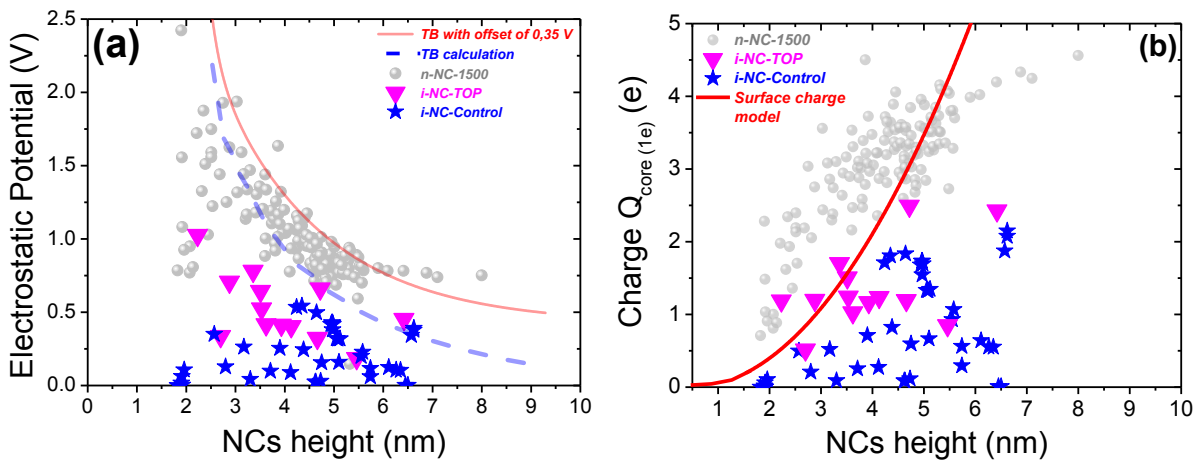 (a)
TB with offset of 0,35 V
TB calculation
n-NC-1500
i-NC-TOP
i-NC-Control
Electrostatic Potential (V)
2.5
2.0
1.5
1.0
0.5
0.0
0 1 2 3 4 5 6 7 8 9 10
NCs height (nm)
(b)
n-NC-1500
i-NC-TOP
i-NC-Control
Surface charge
model
Charge Q core (1e) (e)
5
4
3
2
1
0
1 2 3 4 5 6 7 8 9 10
NCs height (nm)